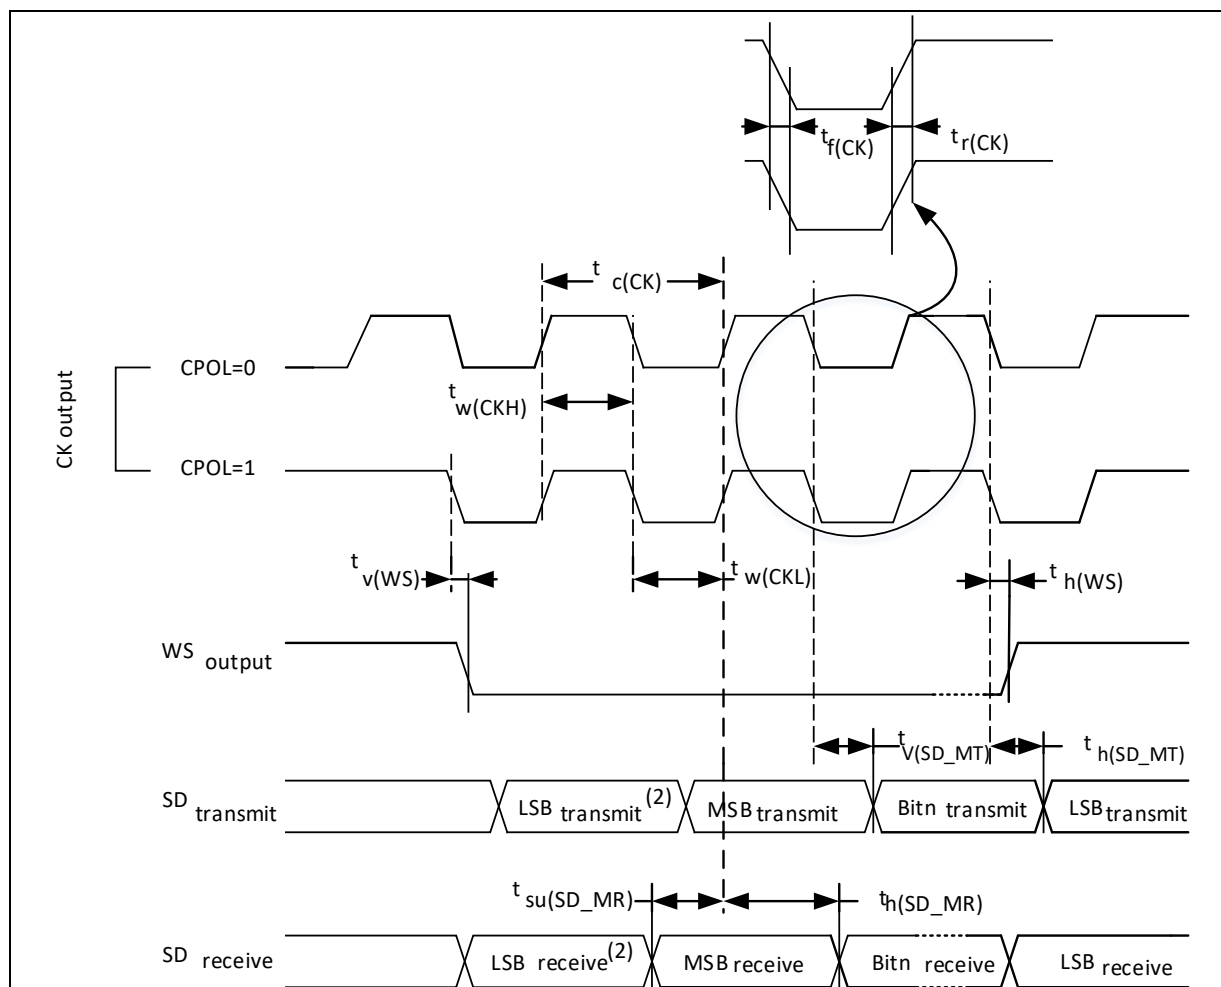 t f(CK)
t r(CK)
t c(CK)
CK output
CPOL=0
t w(CKH)
CPOL=1
t v(WS)
t w(CKL)
t h(WS)
WS output
t V(SD_MT)
t h(SD_MT)
SD transmit
LSB transmit(2)
MSB transmit
Bitn transmit
LSB transmit
t su(SD_MR)
t h(SD_MR)
SD receive
LSB receive(2)
MSB receive
Bitn receive
LSB receive